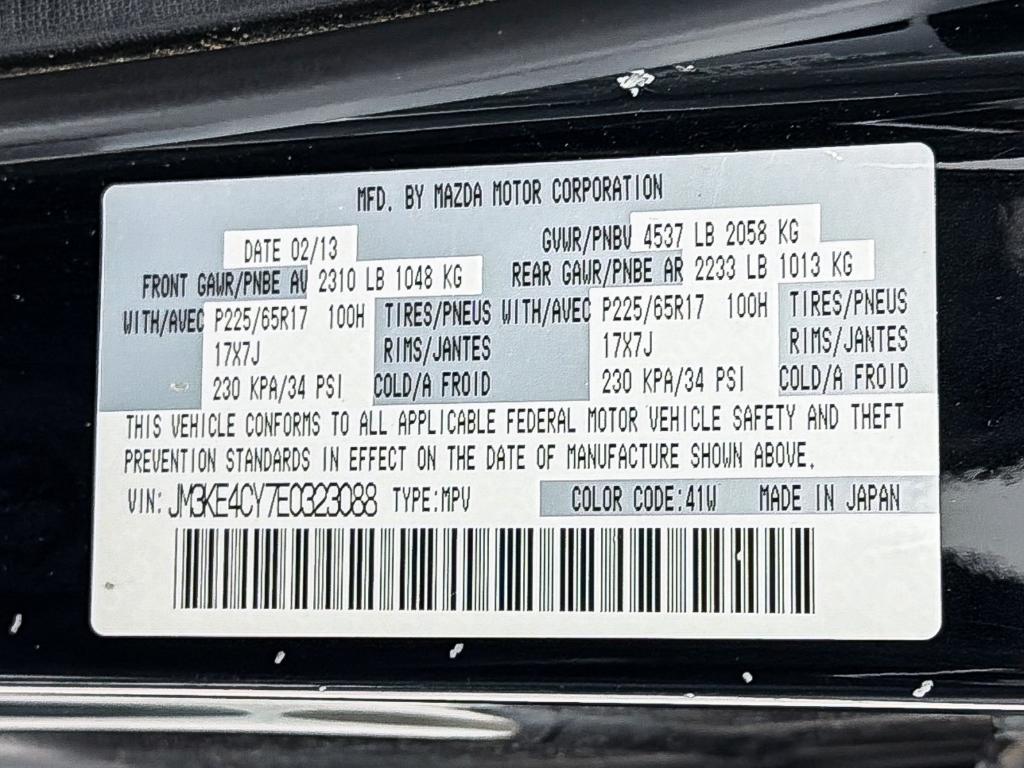 MFD. BY MAZDA MOTOR CORPORATION
DATE 02/13 GVWR/PNBV 4537 LB 2058 KG
FRONT GAWR/PNBE AV 2310 LB 1048 KG REAR GAWR/PNBE AR 2233 LB 1013 KG
WITH/AVEC P225/65R17 100H TIRES/PNEUS WITH/AVEC P225/65R17 100H TIRES/PNEUS
17X7J RIMS/JANTES 17X7J RIMS/JANTES
230 KPA/34 PSI COLD/A FROID 230 KPA/34 PSI COLD/A FROID
THIS VEHICLE CONFORMS TO ALL APPLICABLE FEDERAL MOTOR VEHICLE SAFETY AND THEFT
PREVENTION STANDARDS IN EFFECT ON THE DATE OF MANUFACTURE SHOWN ABOVE.
VIN: JM3KE4CY7E0323088 TYPE:MPV COLOR CODE:41W MADE IN JAPAN